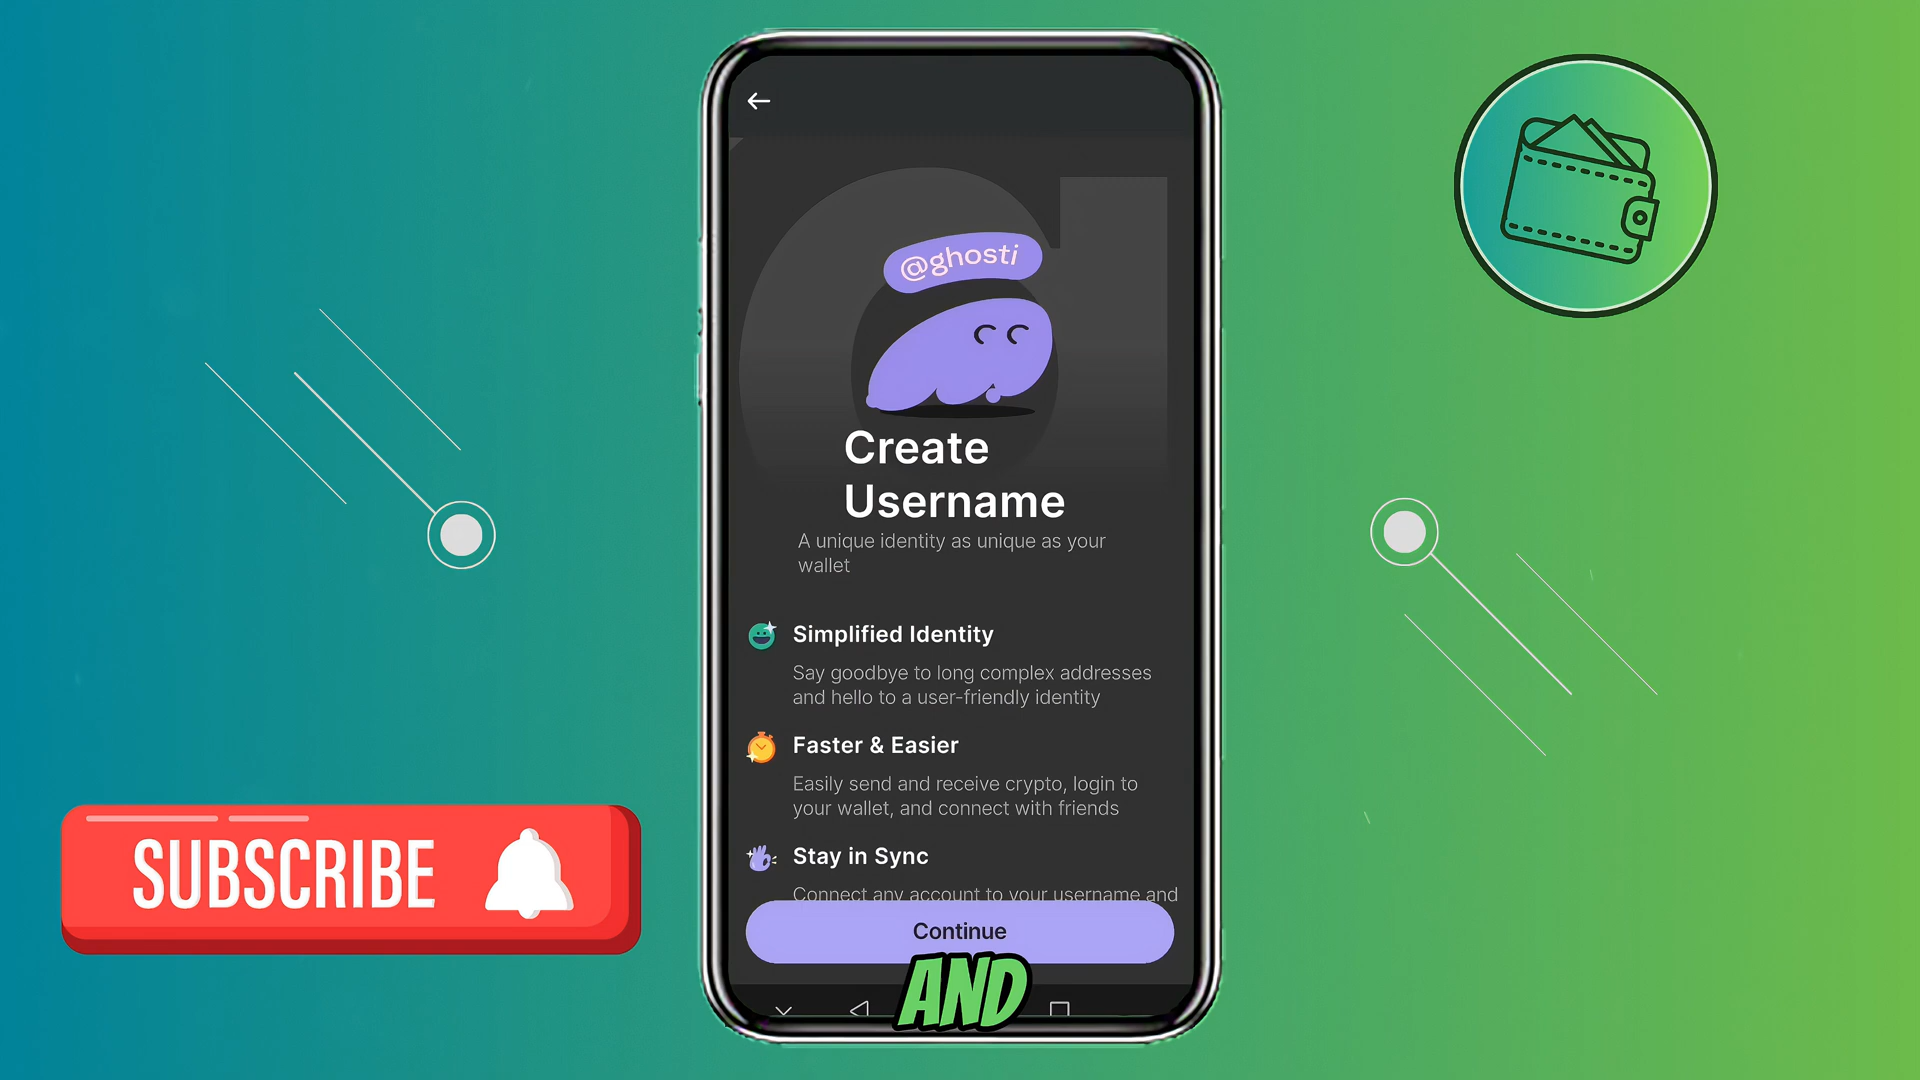 @ghosti
Create
Username
A unique identity as unique as your
wallet
Simplified Identity
Say goodbye to long complex addresses
and hello to a user-friendly identity
Faster & Easier
Easily send and receive crypto, login to
your wallet, and connect with friends
Stay in Sync
Connect any account to your username and
Continue
AND
SUBSCRIBE